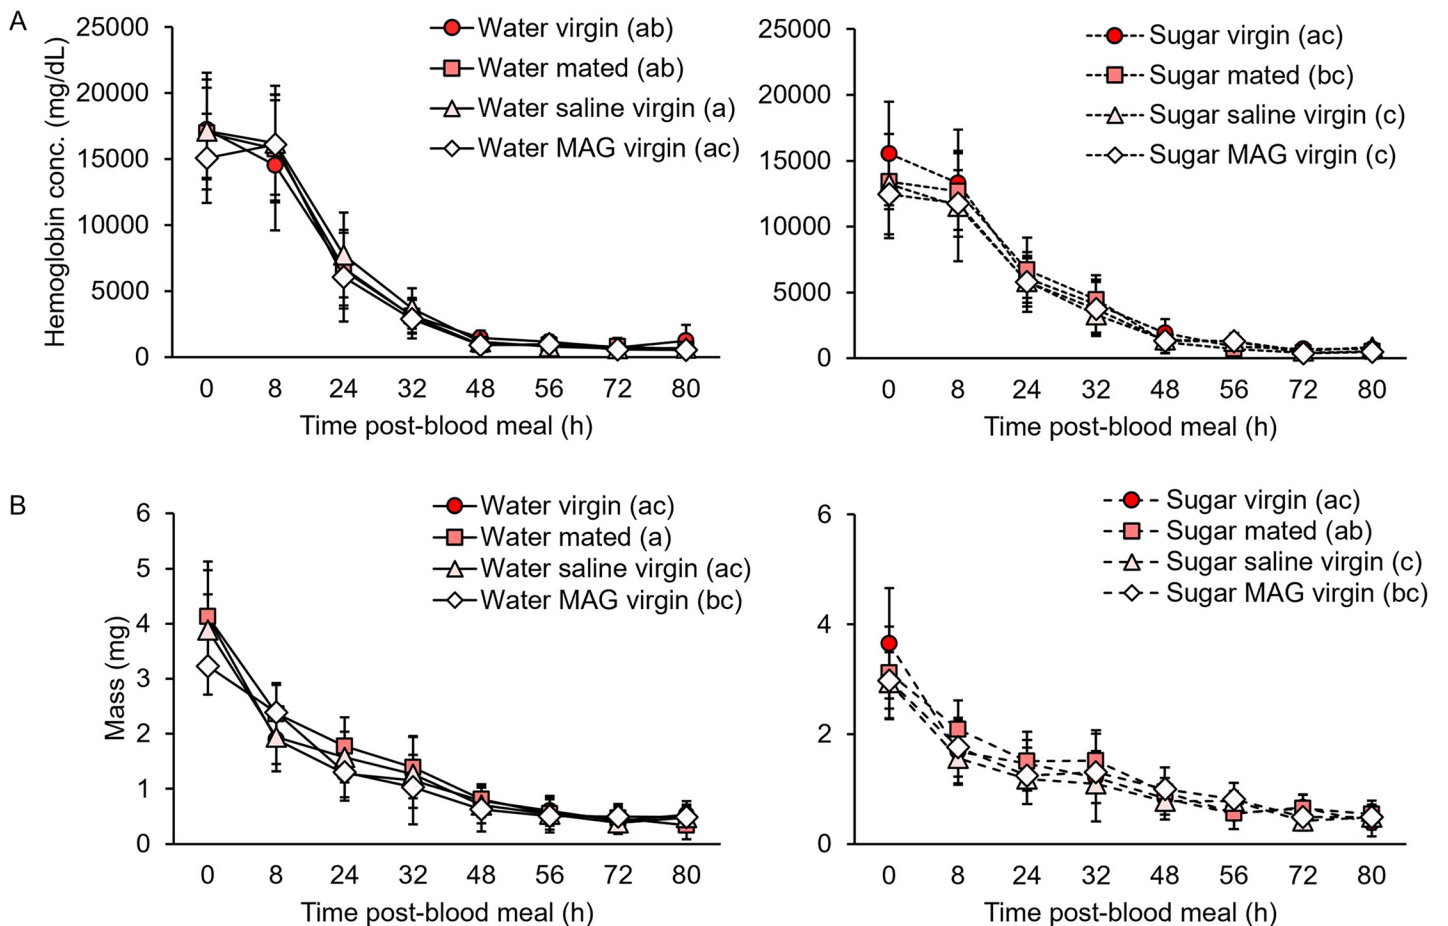 A
Hemoglobin conc. (mg/dL)
25000
20000
15000
10000
5000
0
Water virgin (ab)
Water mated (ab)
Water saline virgin (a)
Water MAG virgin (ac)
0 8 24 32 48 56 72 80
Time post-blood meal (h)
25000
20000
15000
10000
5000
0
Sugar virgin (ac)
Sugar mated (bc)
Sugar saline virgin (c)
Sugar MAG virgin (c)
0 8 24 32 48 56 72 80
Time post-blood meal (h)
B
Mass (mg)
6
5
4
3
2
1
0
Water virgin (ac)
Water mated (a)
Water saline virgin (ac)
Water MAG virgin (bc)
0 8 24 32 48 56 72 80
Time post-blood meal (h)
6
4
2
0
Sugar virgin (ac)
Sugar mated (ab)
Sugar saline virgin (c)
Sugar MAG virgin (bc)
0 8 24 32 48 56 72 80
Time post-blood meal (h)